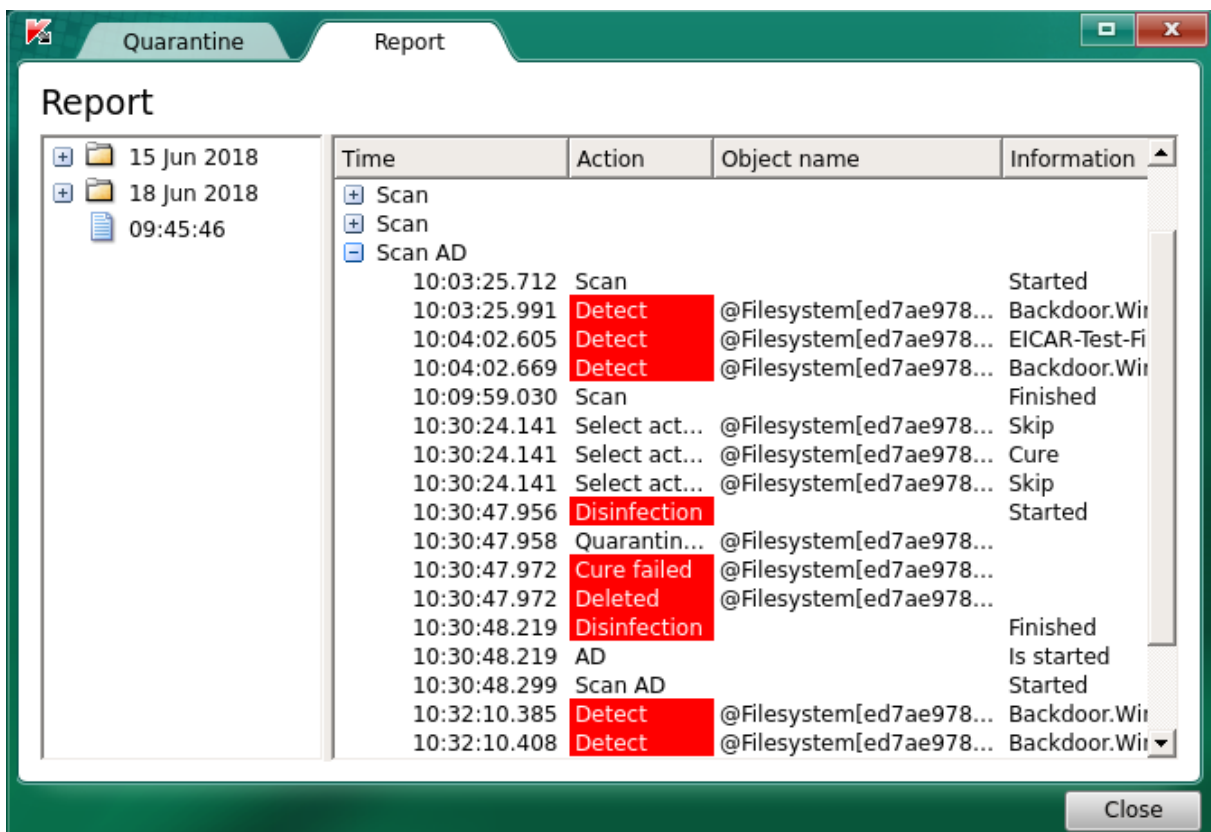 Quarantine Report
Report
15 Jun 2018
18 Jun 2018
09:45:46
Time Action Object name Information
Scan
Scan
Scan AD
10:03:25.712 Scan Started
10:03:25.991 Detect @Filesystem[ed7ae978... Backdoor.Wir
10:04:02.605 Detect @Filesystem[ed7ae978... EICAR-Test-Fi
10:04:02.669 Detect @Filesystem[ed7ae978... Backdoor.Wir
10:09:59.030 Scan Finished
10:30:24.141 Select act... @Filesystem[ed7ae978... Skip
10:30:24.141 Select act... @Filesystem[ed7ae978... Cure
10:30:24.141 Select act... @Filesystem[ed7ae978... Skip
10:30:47.956 Disinfection Started
10:30:47.958 Quarantin... @Filesystem[ed7ae978...
10:30:47.972 Cure failed @Filesystem[ed7ae978...
10:30:47.972 Deleted @Filesystem[ed7ae978...
10:30:48.219 Disinfection Finished
10:30:48.219 AD Is started
10:30:48.299 Scan AD Started
10:32:10.385 Detect @Filesystem[ed7ae978... Backdoor.Wir
10:32:10.408 Detect @Filesystem[ed7ae978... Backdoor.Wir
Close